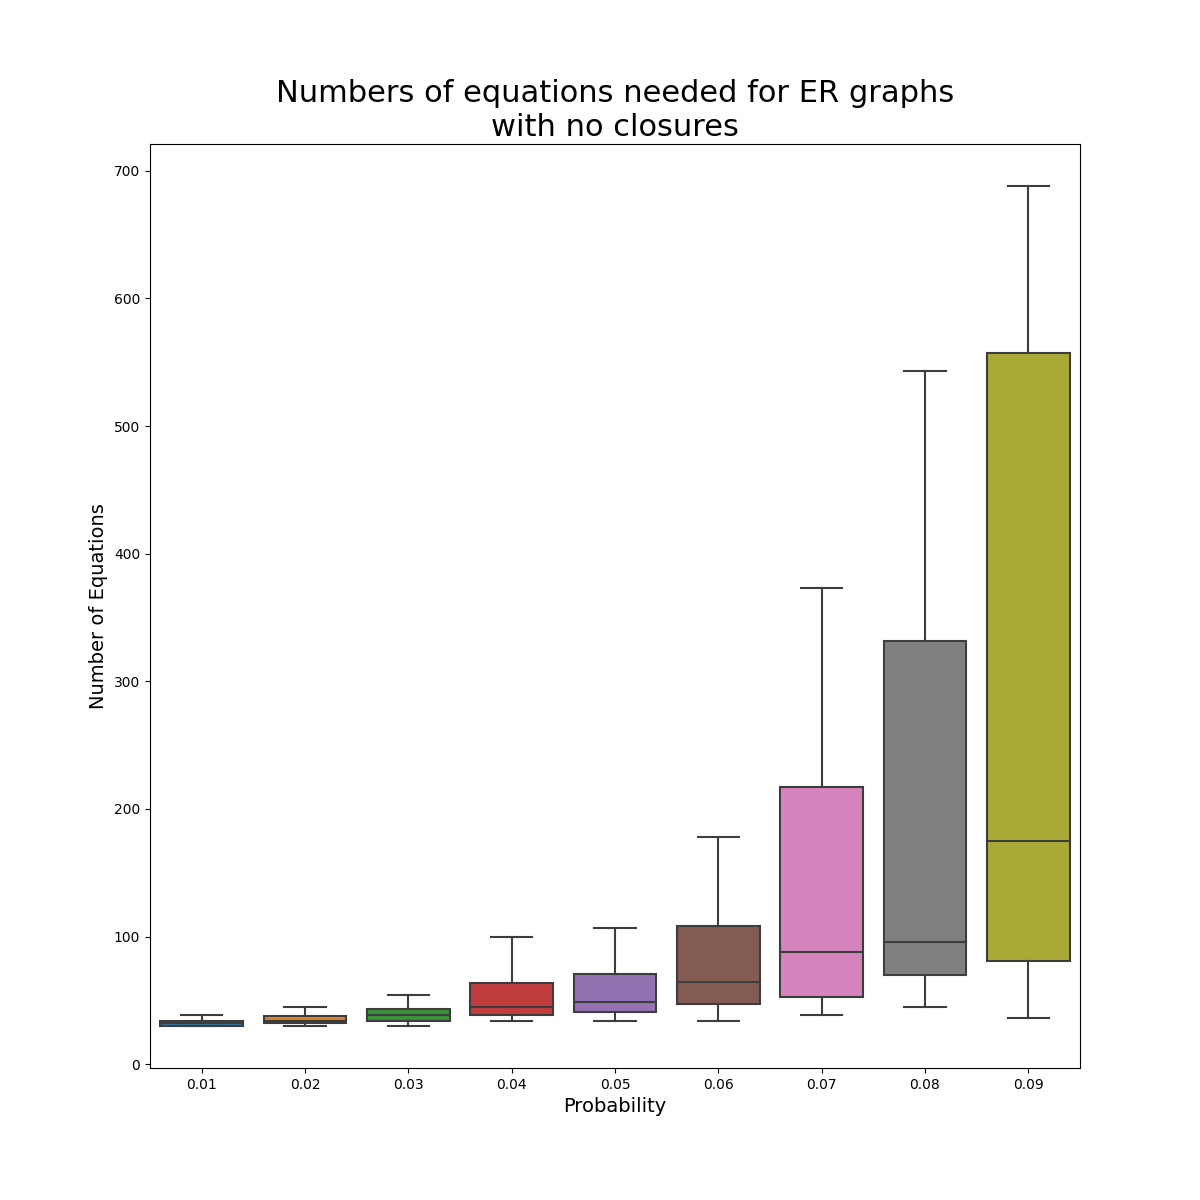 Numbers of equations needed for ER graphs
with no closures
700
600
500
400
300
200
100
0
Number of Equations
0.01 0.02 0.03 0.04 0.05 0.06 0.07 0.08 0.09
Probability